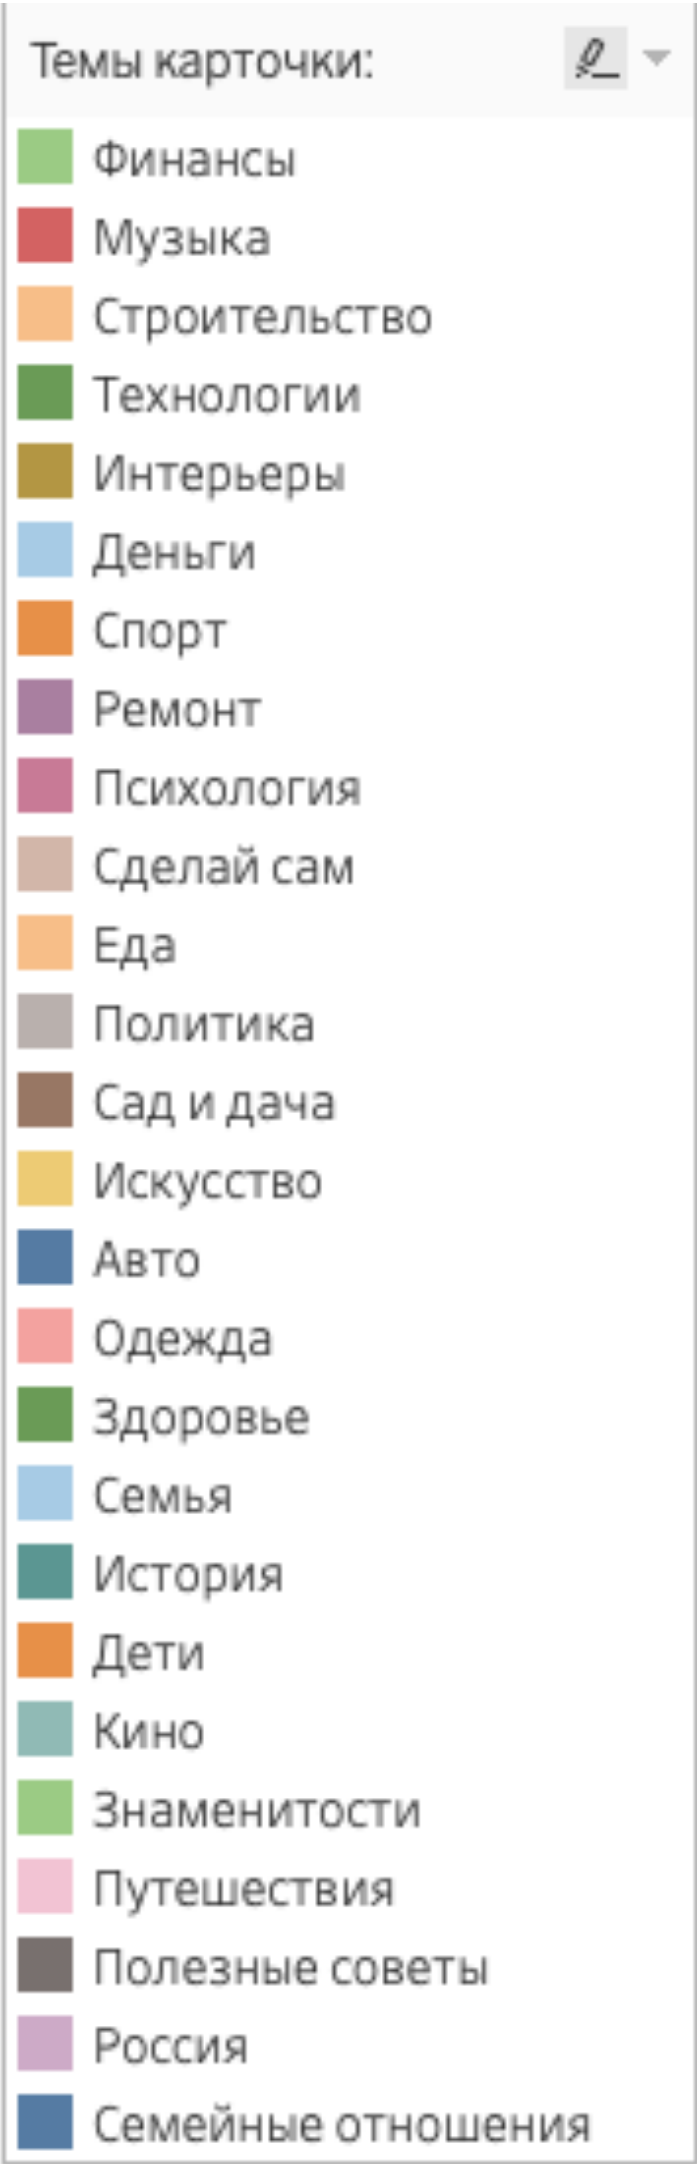 Темы карточки:
Финансы
Музыка
Строительство
Технологии
Интерьеры
Деньги
Спорт
Ремонт
Психология
Сделай сам
Еда
Политика
Сад и дача
Искусство
Авто
Одежда
Здоровье
Семья
История
Дети
Кино
Знаменитости
Путешествия
Полезные советы
Россия
Семейные отношения